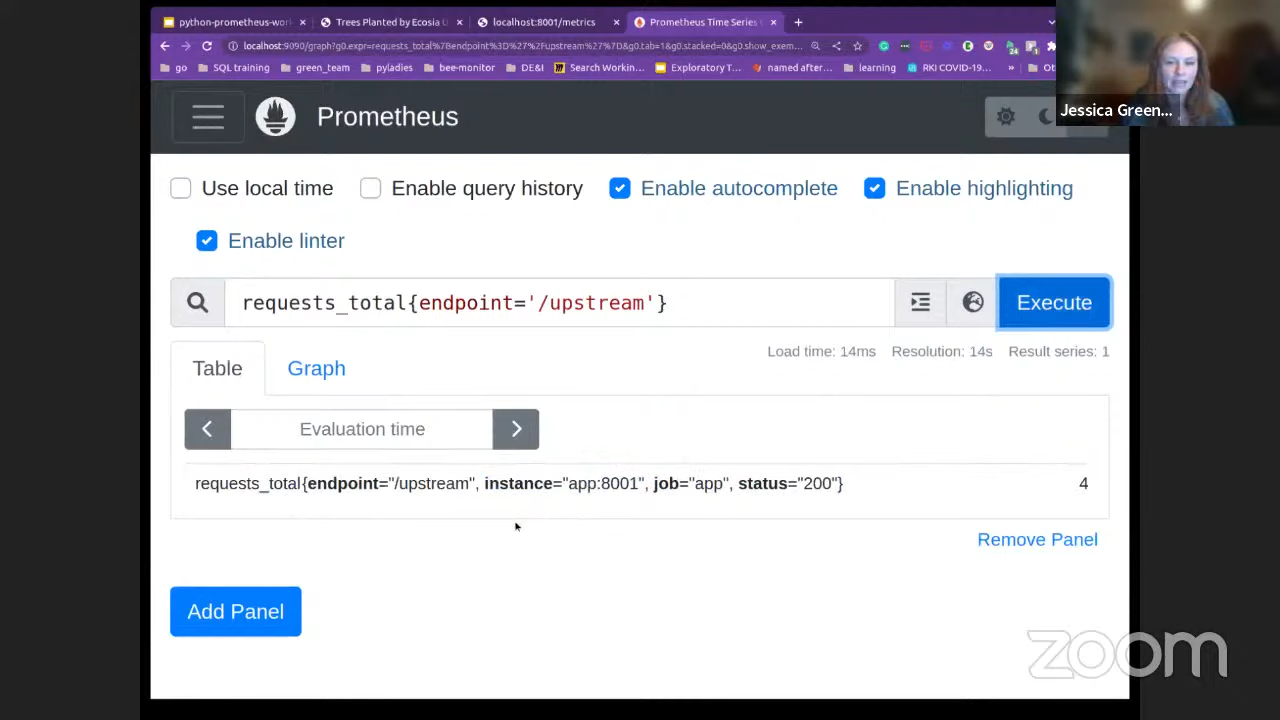 python-prometheus-wor
Trees Planted by Ecosia
localhost:8001/metrics
Prometheus Time Series
localhost:9090/graph?g0.expr=requests_total%78endpoint%3D%27%2Fupstream%27%7D&g0.tab=1&g0.stacked=0&g0.show_exem...
go
SQL training
green_team
pyladies
bee-monitor
DE&I
Search Workin...
Exploratory T...
named after...
learning
RKI COVID-19...
»
Jessica Green...
Prometheus
Use local time
Enable query history
Enable autocomplete
Enable highlighting
Enable linter
requests_total{endpoint='/upstream'}
Execute
Load time: 14ms Resolution: 14s Result series: 1
Table
Graph
Evaluation time
requests_total{endpoint="/upstream", instance="app:8001", job="app", status="200"} 4
Remove Panel
Add Panel
zoom